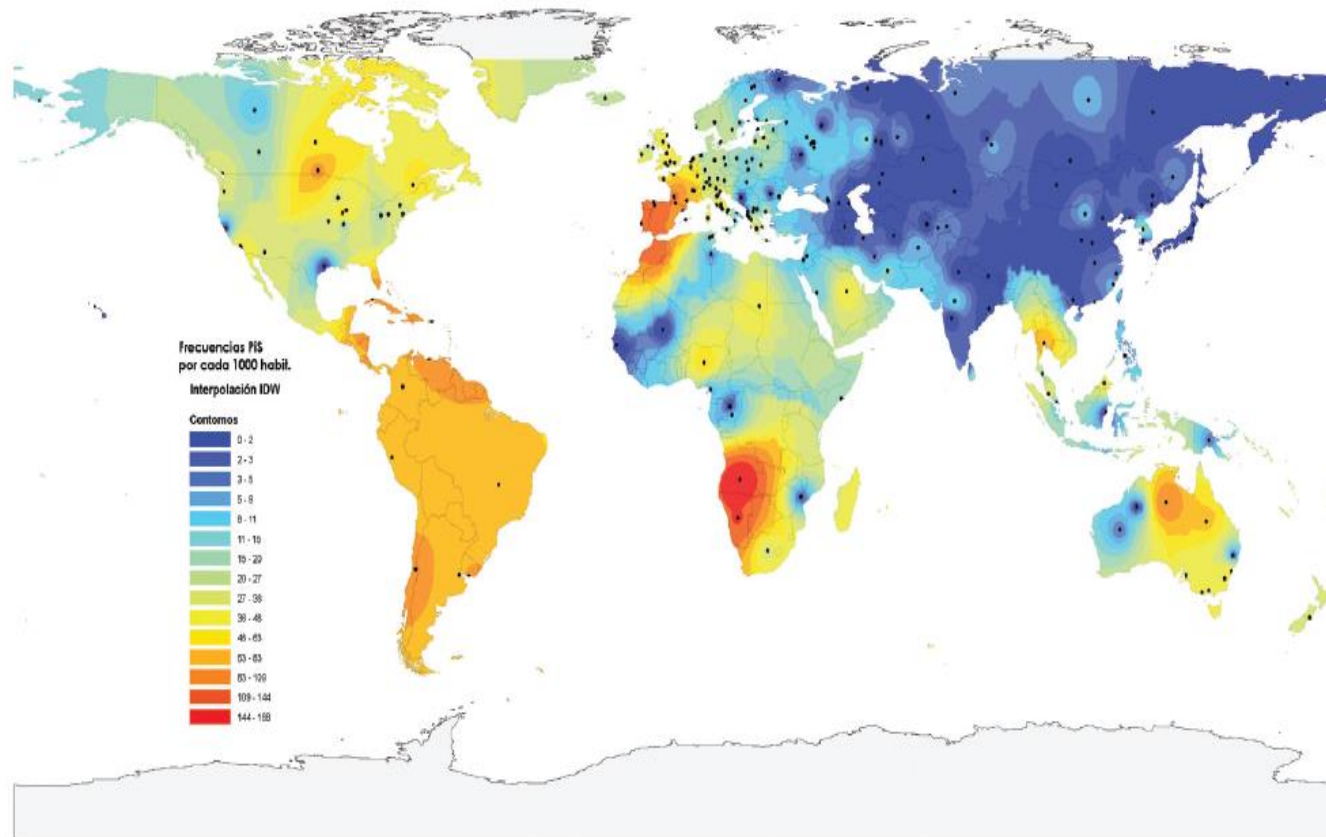 Frecuencias PiS
por cada 1000 habit.
Interpolación IDW
Contornos
0 - 2
2 - 3
3 - 5
5 - 8
8 - 11
11 - 15
15 - 20
20 - 27
27 - 36
36 - 48
48 - 63
63 - 83
83 - 109
109 - 144
144 - 188